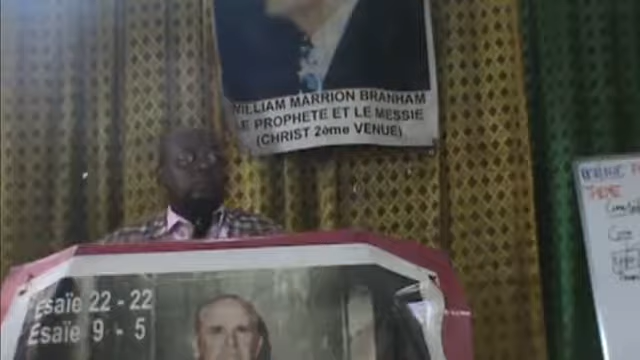 WILLIAM MARRION BRANHAM
LE PROPHETE ET LE MESSIE
(CHRIST 2ème VENUE)
Esaïe 22 - 22
Esaïe 9 - 5